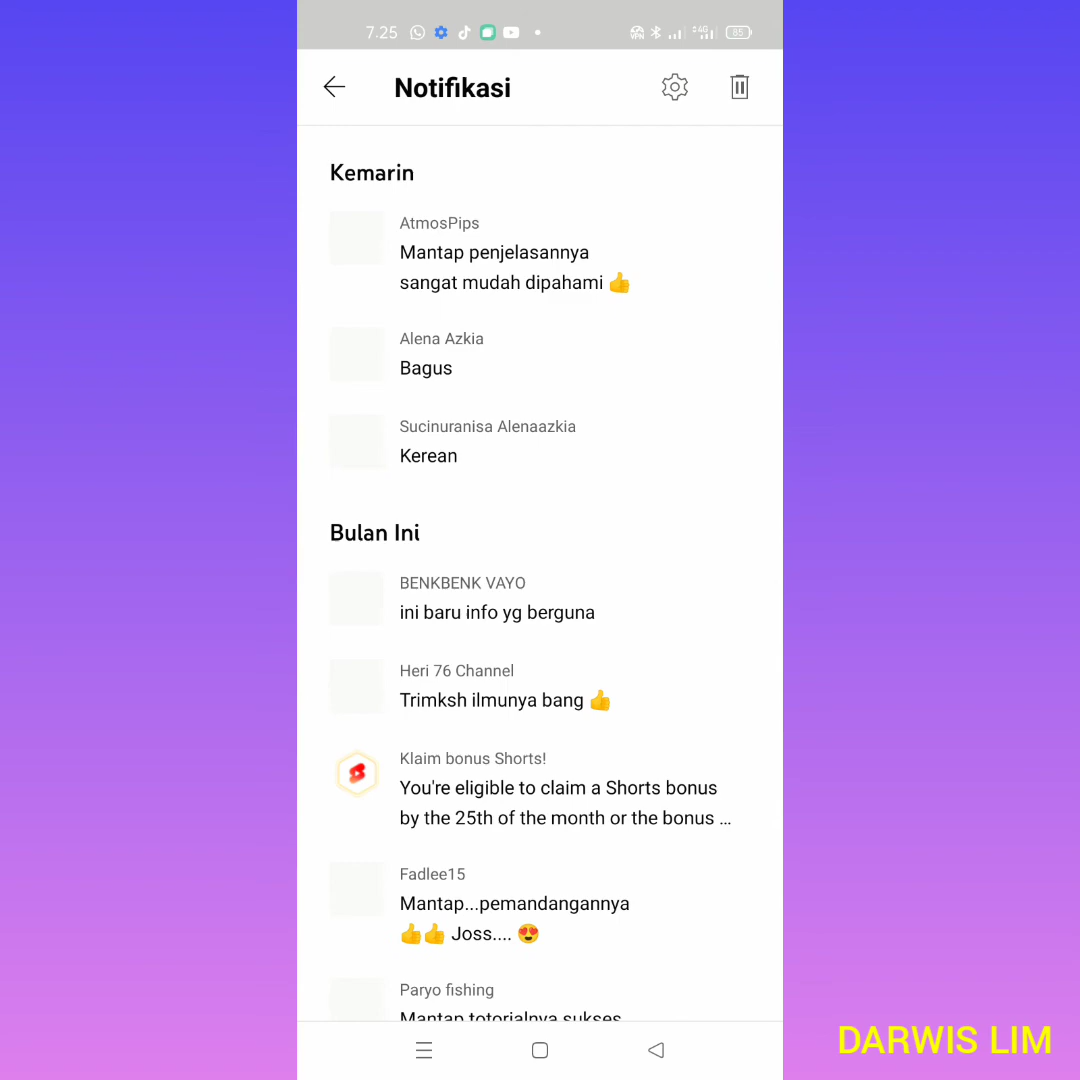 7.25
VPN
4G
85
Notifikasi
Kemarin
AtmosPips
Mantap penjelasannya
sangat mudah dipahami 👍
Alena Azkia
Bagus
Sucinuranisa Alenaazkia
Kerean
Bulan Ini
BENKBENK VAYO
ini baru info yg berguna
Heri 76 Channel
Trimksh ilmunya bang 👍
Klaim bonus Shorts!
You're eligible to claim a Shorts bonus
by the 25th of the month or the bonus ...
Fadlee15
Mantap...pemandangannya
👍👍 Joss.... 😍
Paryo fishing
Mantap totorialnya sukses
DARWIS LIM